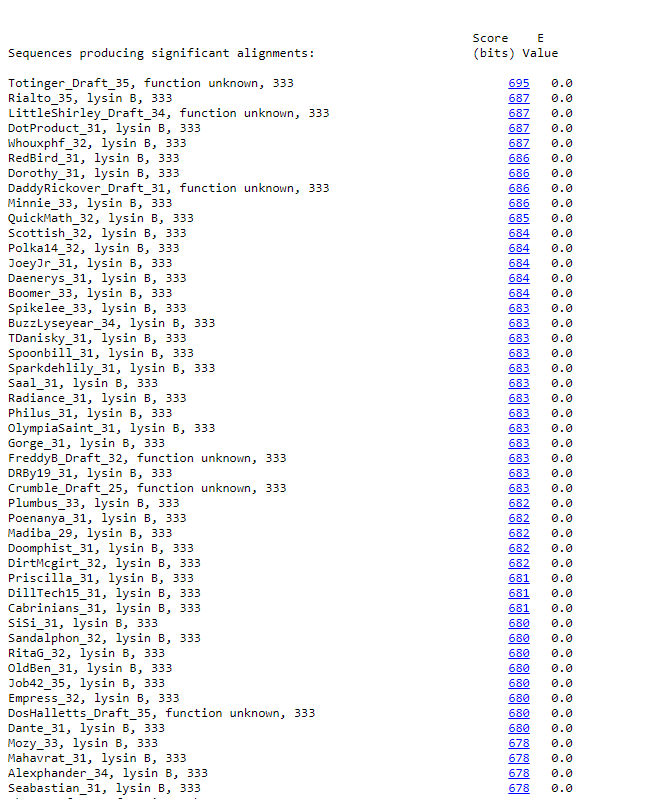 Score E
Sequences producing significant alignments: (bits) Value
Totinger_Draft_35, function unknown, 333 695 0.0
Rialto_35, lysin B, 333 687 0.0
LittleShirley_Draft_34, function unknown, 333 687 0.0
DotProduct_31, lysin B, 333 687 0.0
Whouxphf_32, lysin B, 333 687 0.0
RedBird_31, lysin B, 333 686 0.0
Dorothy_31, lysin B, 333 686 0.0
DaddyRickover_Draft_31, function unknown, 333 686 0.0
Minnie_33, lysin B, 333 686 0.0
QuickMath_32, lysin B, 333 685 0.0
Scottish_32, lysin B, 333 684 0.0
Polka14_32, lysin B, 333 684 0.0
JoeyJr_31, lysin B, 333 684 0.0
Daenerys_31, lysin B, 333 684 0.0
Boomer_33, lysin B, 333 684 0.0
Spikelee_33, lysin B, 333 683 0.0
BuzzLyseyear_34, lysin B, 333 683 0.0
TDanisky_31, lysin B, 333 683 0.0
Spoonbill_31, lysin B, 333 683 0.0
Sparkdehlily_31, lysin B, 333 683 0.0
Saal_31, lysin B, 333 683 0.0
Radiance_31, lysin B, 333 683 0.0
Philus_31, lysin B, 333 683 0.0
OlympiaSaint_31, lysin B, 333 683 0.0
Gorge_31, lysin B, 333 683 0.0
FreddyB_Draft_32, function unknown, 333 683 0.0
DRBy19_31, lysin B, 333 683 0.0
Crumble_Draft_25, function unknown, 333 683 0.0
Plumbus_33, lysin B, 333 682 0.0
Poenanya_31, lysin B, 333 682 0.0
Madiba_29, lysin B, 333 682 0.0
Doomphist_31, lysin B, 333 682 0.0
DirtMcgirt_32, lysin B, 333 682 0.0
Priscilla_31, lysin B, 333 681 0.0
DillTech15_31, lysin B, 333 681 0.0
Cabrinians_31, lysin B, 333 681 0.0
SiSi_31, lysin B, 333 680 0.0
Sandalphon_32, lysin B, 333 680 0.0
RitaG_32, lysin B, 333 680 0.0
OldBen_31, lysin B, 333 680 0.0
Job42_35, lysin B, 333 680 0.0
Empress_32, lysin B, 333 680 0.0
DosHalletts_Draft_35, function unknown, 333 680 0.0
Dante_31, lysin B, 333 680 0.0
Mozy_33, lysin B, 333 678 0.0
Mahavrat_31, lysin B, 333 678 0.0
Alexphander_34, lysin B, 333 678 0.0
Seabastian_31, lysin B, 333 678 0.0